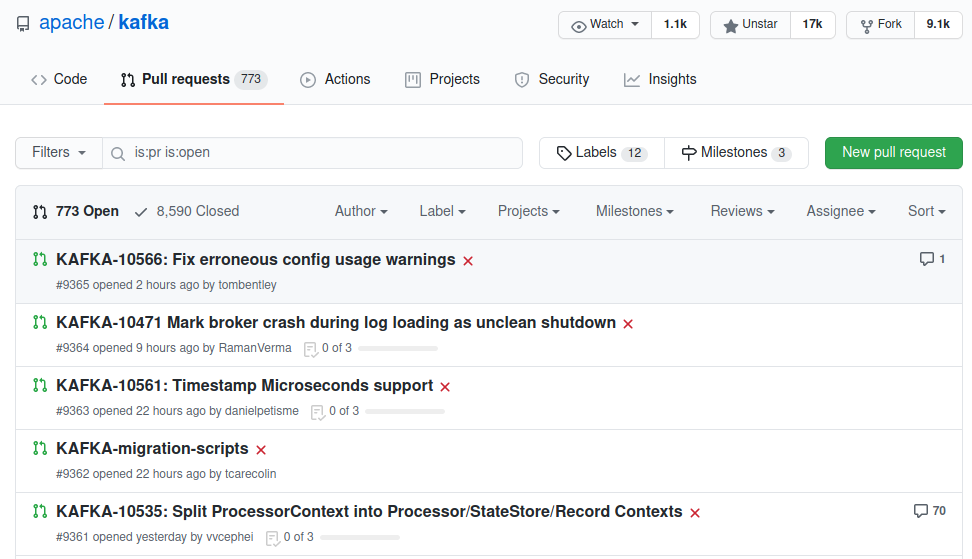 apache / kafka Watch 1.1k Unstar 17k Fork 9.1k
Code Pull requests 773 Actions Projects Security Insights
Filters is:pr is:open Labels 12 Milestones 3 New pull request
773 Open 8,590 Closed Author Label Projects Milestones Reviews Assignee Sort
KAFKA-10566: Fix erroneous config usage warnings 1
#9365 opened 2 hours ago by tombentley
KAFKA-10471 Mark broker crash during log loading as unclean shutdown
#9364 opened 9 hours ago by RamanVerma 0 of 3
KAFKA-10561: Timestamp Microseconds support
#9363 opened 22 hours ago by danielpetisme 0 of 3
KAFKA-migration-scripts
#9362 opened 22 hours ago by tcarecolin
KAFKA-10535: Split ProcessorContext into Processor/StateStore/Record Contexts 70
#9361 opened yesterday by vvcephei 0 of 3